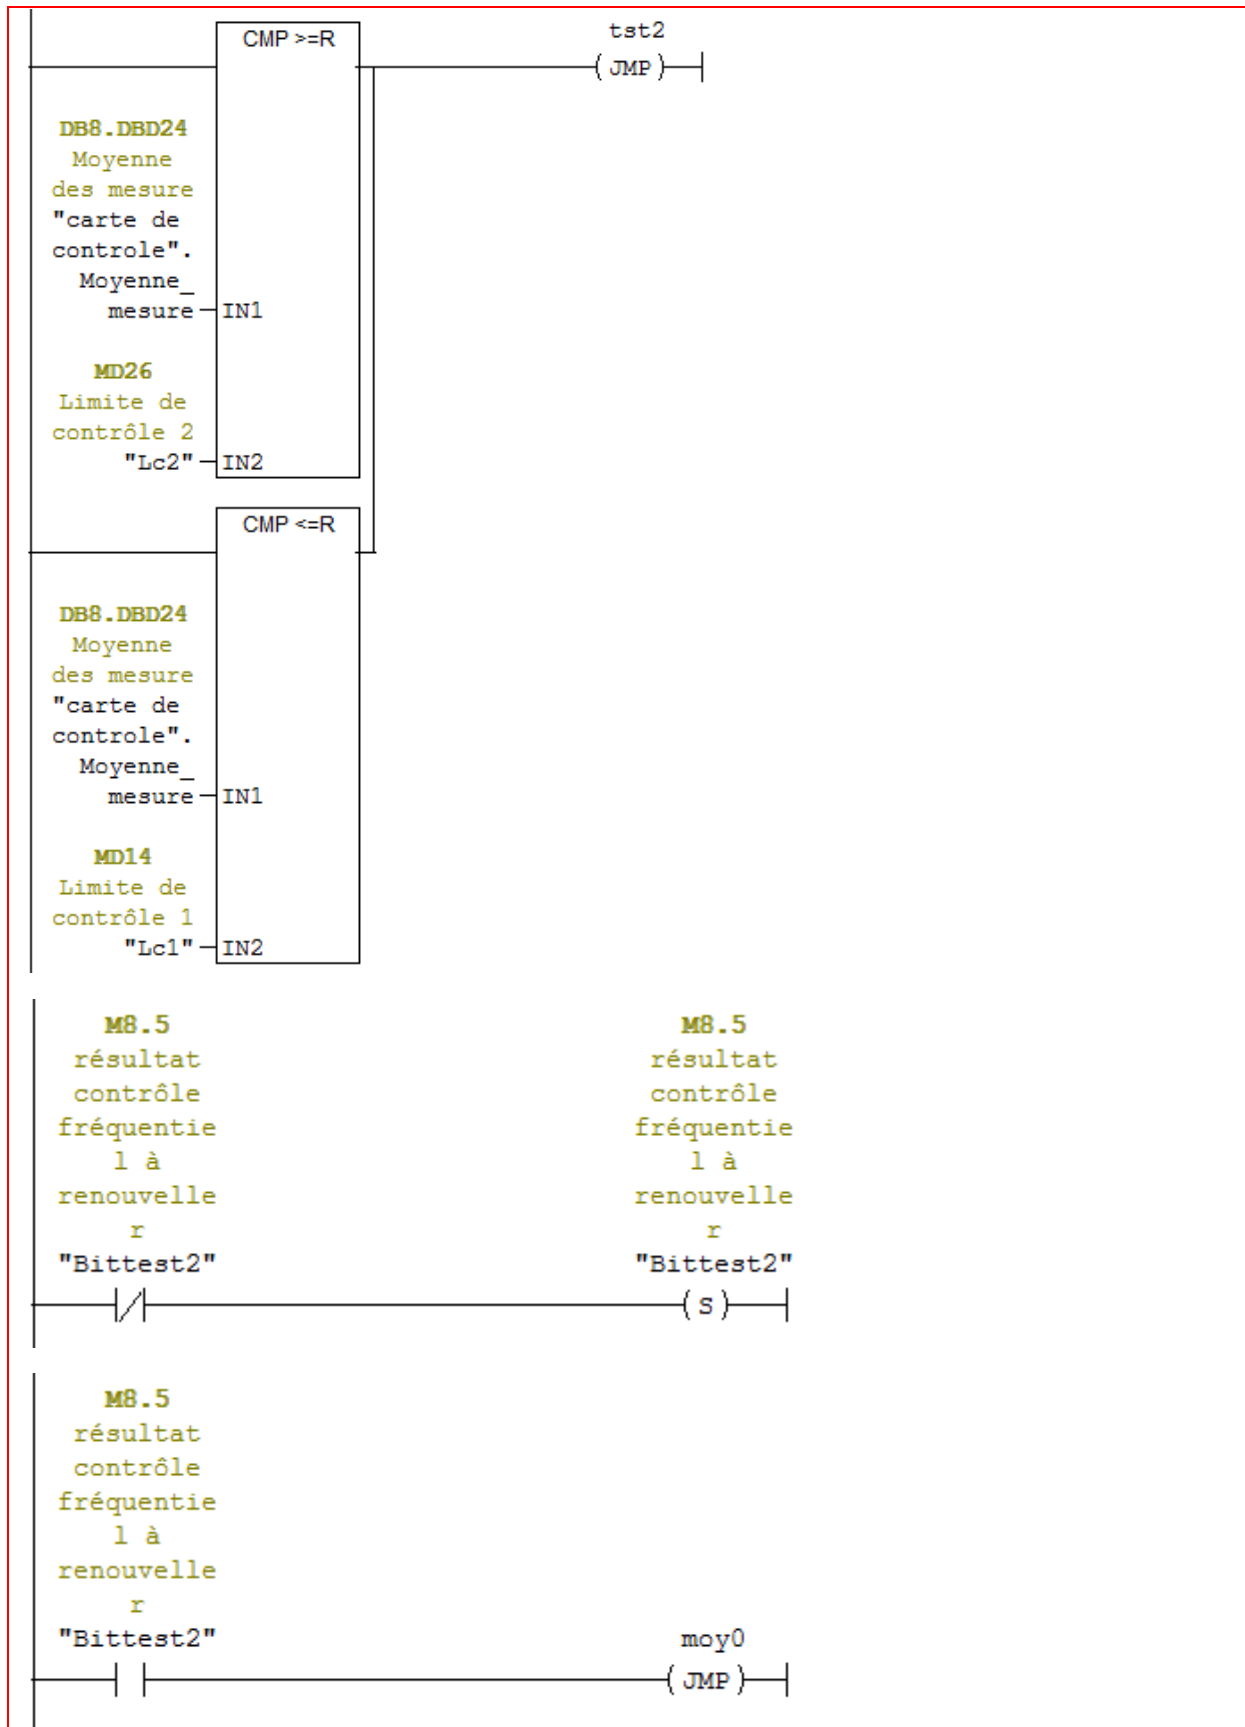 CMP >=R
tst2
( JMP )
DB8.DBD24
Moyenne
des mesure
"carte de
controle".
Moyenne_
mesure
IN1
MD26
Limite de
contrôle 2
"Lc2"
IN2
CMP <=R
DB8.DBD24
Moyenne
des mesure
"carte de
controle".
Moyenne_
mesure
IN1
MD14
Limite de
contrôle 1
"Lc1"
IN2
M8.5
résultat
contrôle
fréquentie
l à
renouvelle
r
"Bittest2"
M8.5
résultat
contrôle
fréquentie
l à
renouvelle
r
"Bittest2"
( S )
M8.5
résultat
contrôle
fréquentie
l à
renouvelle
r
"Bittest2"
moy0
( JMP )